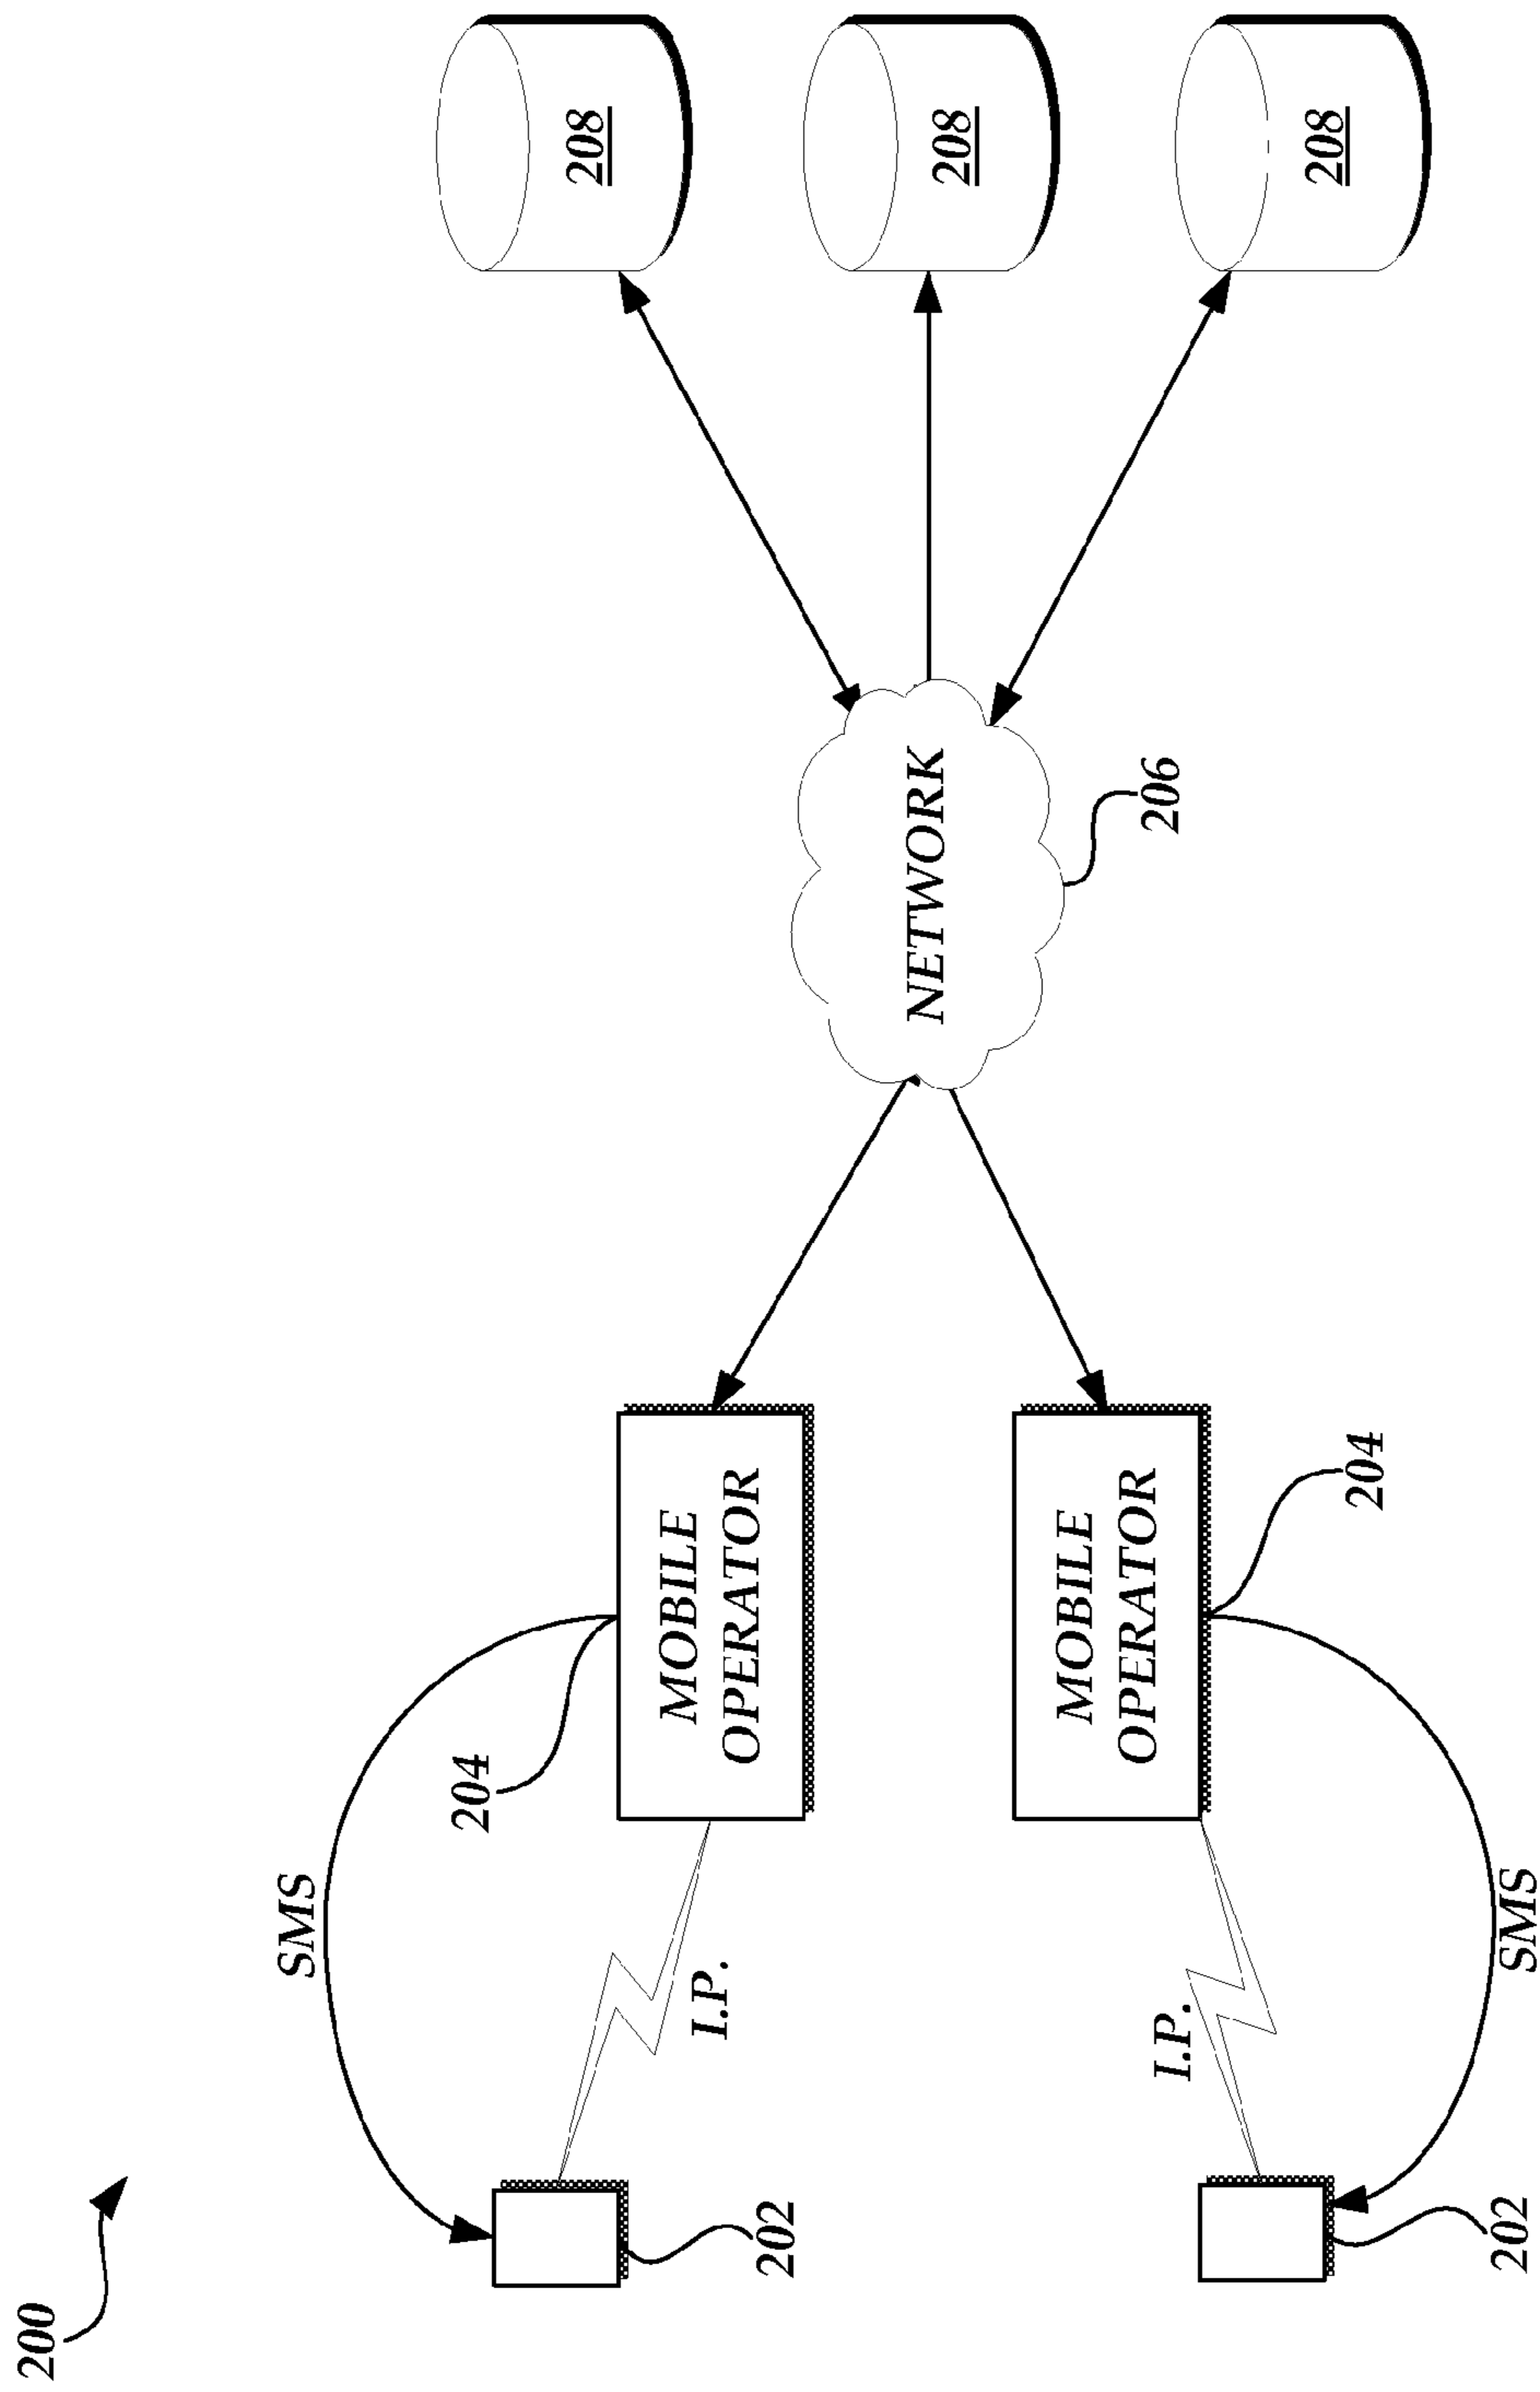 200
SMS
204
202
I.P.
MOBILE
OPERATOR
208
NETWORK
208
206
MOBILE
OPERATOR
I.P.
204
208
SMS
202